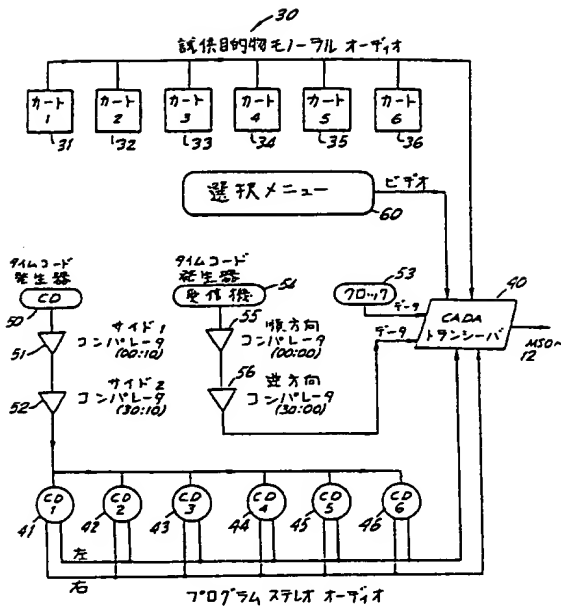 30
誂供目的物モノーラル オーディオ
カート 1
カート 2
カート 3
カート 4
カート 5
カート 6
31
32
33
34
35
36
選択メニュー
ビデオ
60
タイムコード
発生器
CD
50
51
サイド1
コンパレータ
(00:10)
52
サイド2
コンパレータ
(30:10)
タイムコード
発生器
受信機
54
55
順方向
コンパレータ
(00:00)
56
逆方向
コンパレータ
(30:00)
53
クロック
データ
データ
90
CADA
トランシーバ
MSOへ
12
CD 1
CD 2
CD 3
CD 4
CD 5
CD 6
41
42
43
44
45
46
左
右
プログラム ステレオ オーディオ